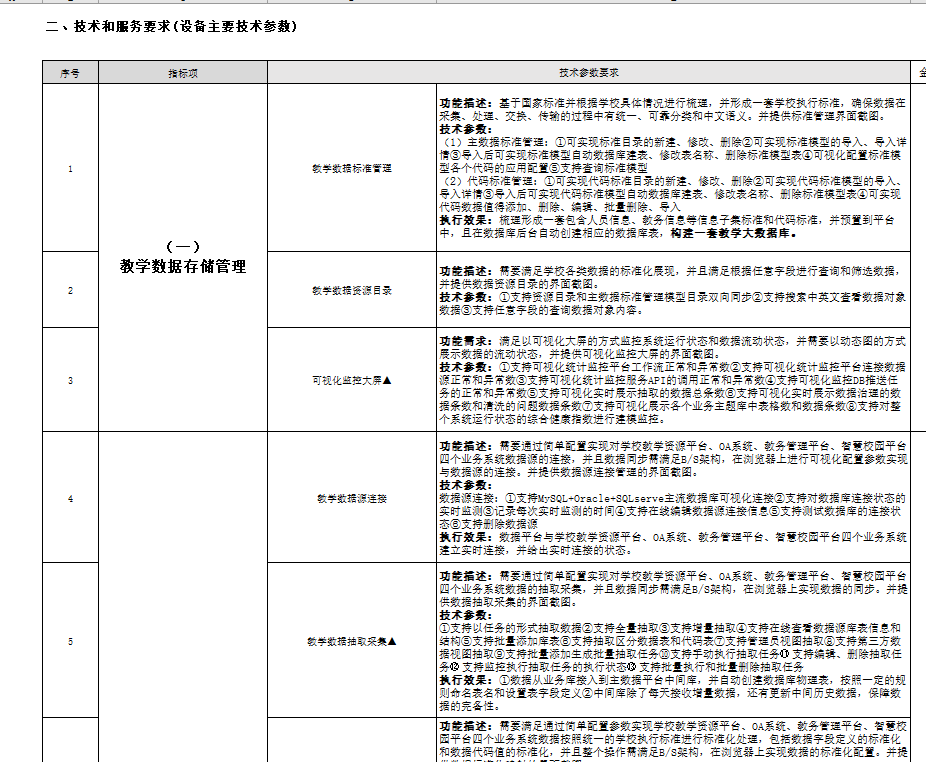 二、技术和服务要求(设备主要技术参数)
序号 指标项 技术参数要求
1
(一)
教学数据存储管理
教学数据标准管理
功能描述：基于国家标准并根据学校具体情况进行梳理，并形成一套学校执行标准，确保数据在
采集、处理、交换、传输的过程中有统一、可靠分类和中文语义。并提供标准管理界面截图。
技术参数：
（1）主数据标准管理：①可实现标准目录的新建、修改、删除②可实现标准模型的导入、导入详
情③导入后可实现标准模型自动数据库建表、修改表名称、删除标准模型表④可视化配置标准模
型各个代码的应用配置⑤支持查询标准模型
（2）代码标准管理：①可实现代码标准目录的新建、修改、删除②可实现代码标准模型的导入、
导入详情③导入后可实现代码标准模型自动数据库建表、修改表名称、删除标准模型表④可实现
代码数据值得添加、删除、编辑、批量删除、导入
执行效果：梳理形成一套包含人员信息、教务信息等信息子集标准和代码标准，并预置到平台
中，且在数据库后台自动创建相应的数据库表，构建一套教学大数据库。
2
教学数据资源目录
功能描述：需要满足学校各类数据的标准化展现，并且满足根据任意字段进行查询和筛选数据，
并提供数据资源目录的界面截图。
技术参数：①支持资源目录和主数据标准管理模型目录双向同步②支持搜索中英文查看数据对象
数据③支持任意字段的查询数据对象内容。
3
可视化监控大屏▲
功能需求：满足以可视化大屏的方式监控系统运行状态和数据流动状态，并需要以动态图的方式
展示数据的流动状态，并提供可视化监控大屏的界面截图。
技术参数：①支持可视化统计监控平台工作流正常和异常数②支持可视化统计监控平台连接数据
源正常和异常数③支持可视化统计监控服务API的调用正常和异常数④支持可视化监控DB推送任
务的正常和异常数⑤支持可视化实时展示抽取的数据总条数⑥支持可视化实时展示数据治理的数
据条数和清洗的问题数据条数⑦支持可视化展示各个业务主题库中表格数和数据条数⑧支持对整
个系统运行状态的综合健康指数进行建模监控。
4
教学数据源连接
功能描述：需要通过简单配置实现对学校教学资源平台、OA系统、教务管理平台、智慧校园平台
四个业务系统数据源的连接，并且数据同步需满足B/S架构，在浏览器上进行可视化配置参数实现
与数据源的连接。并提供数据源连接管理的界面截图。
技术参数：
数据源连接：①支持MySQL+Oracle+SQLserve主流数据库可视化连接②支持对数据库连接状态的
实时监测③记录每次实时监测的时间④支持在线编辑数据源连接信息⑤支持测试数据库的连接状
态⑥支持删除数据源
执行效果：数据平台与学校教学资源平台、OA系统、教务管理平台、智慧校园平台四个业务系统
建立实时连接，并给出实时连接的状态。
5
教学数据抽取采集▲
功能描述：需要通过简单配置实现对学校教学资源平台、OA系统、教务管理平台、智慧校园平台
四个业务系统数据的抽取采集，并且数据同步需满足B/S架构，在浏览器上实现数据的同步。并提
供数据抽取采集的界面截图。
技术参数：
①支持以任务的形式抽取数据②支持全量抽取③支持增量抽取④支持在线查看数据源库表信息和
结构⑤支持批量添加库表⑥支持抽取区分数据表和代码表⑦支持管理员视图抽取⑧支持第三方数
据视图抽取⑨支持批量添加生成批量抽取任务⑩支持手动执行抽取任务⓫ 支持编辑、删除抽取任
务⓬ 支持监控执行抽取任务的执行状态⓭ 支持批量执行和批量删除抽取任务
执行效果：①数据从业务库接入到主数据平台中间库，并自动创建数据库物理表，按照一定的规
则命名表名和设置表字段定义②中间库除了每天接收增量数据，还有更新中间历史数据，保障数
据的完备性。
功能描述：需要满足通过简单配置参数实现学校教学资源平台、OA系统、教务管理平台、智慧校
园平台四个业务系统数据按照统一的学校执行标准进行标准化处理，包括数据字段定义的标准化
和数据代码值的标准化，并且整个操作需满足B/S架构，在浏览器上实现数据的标准化配置。并提